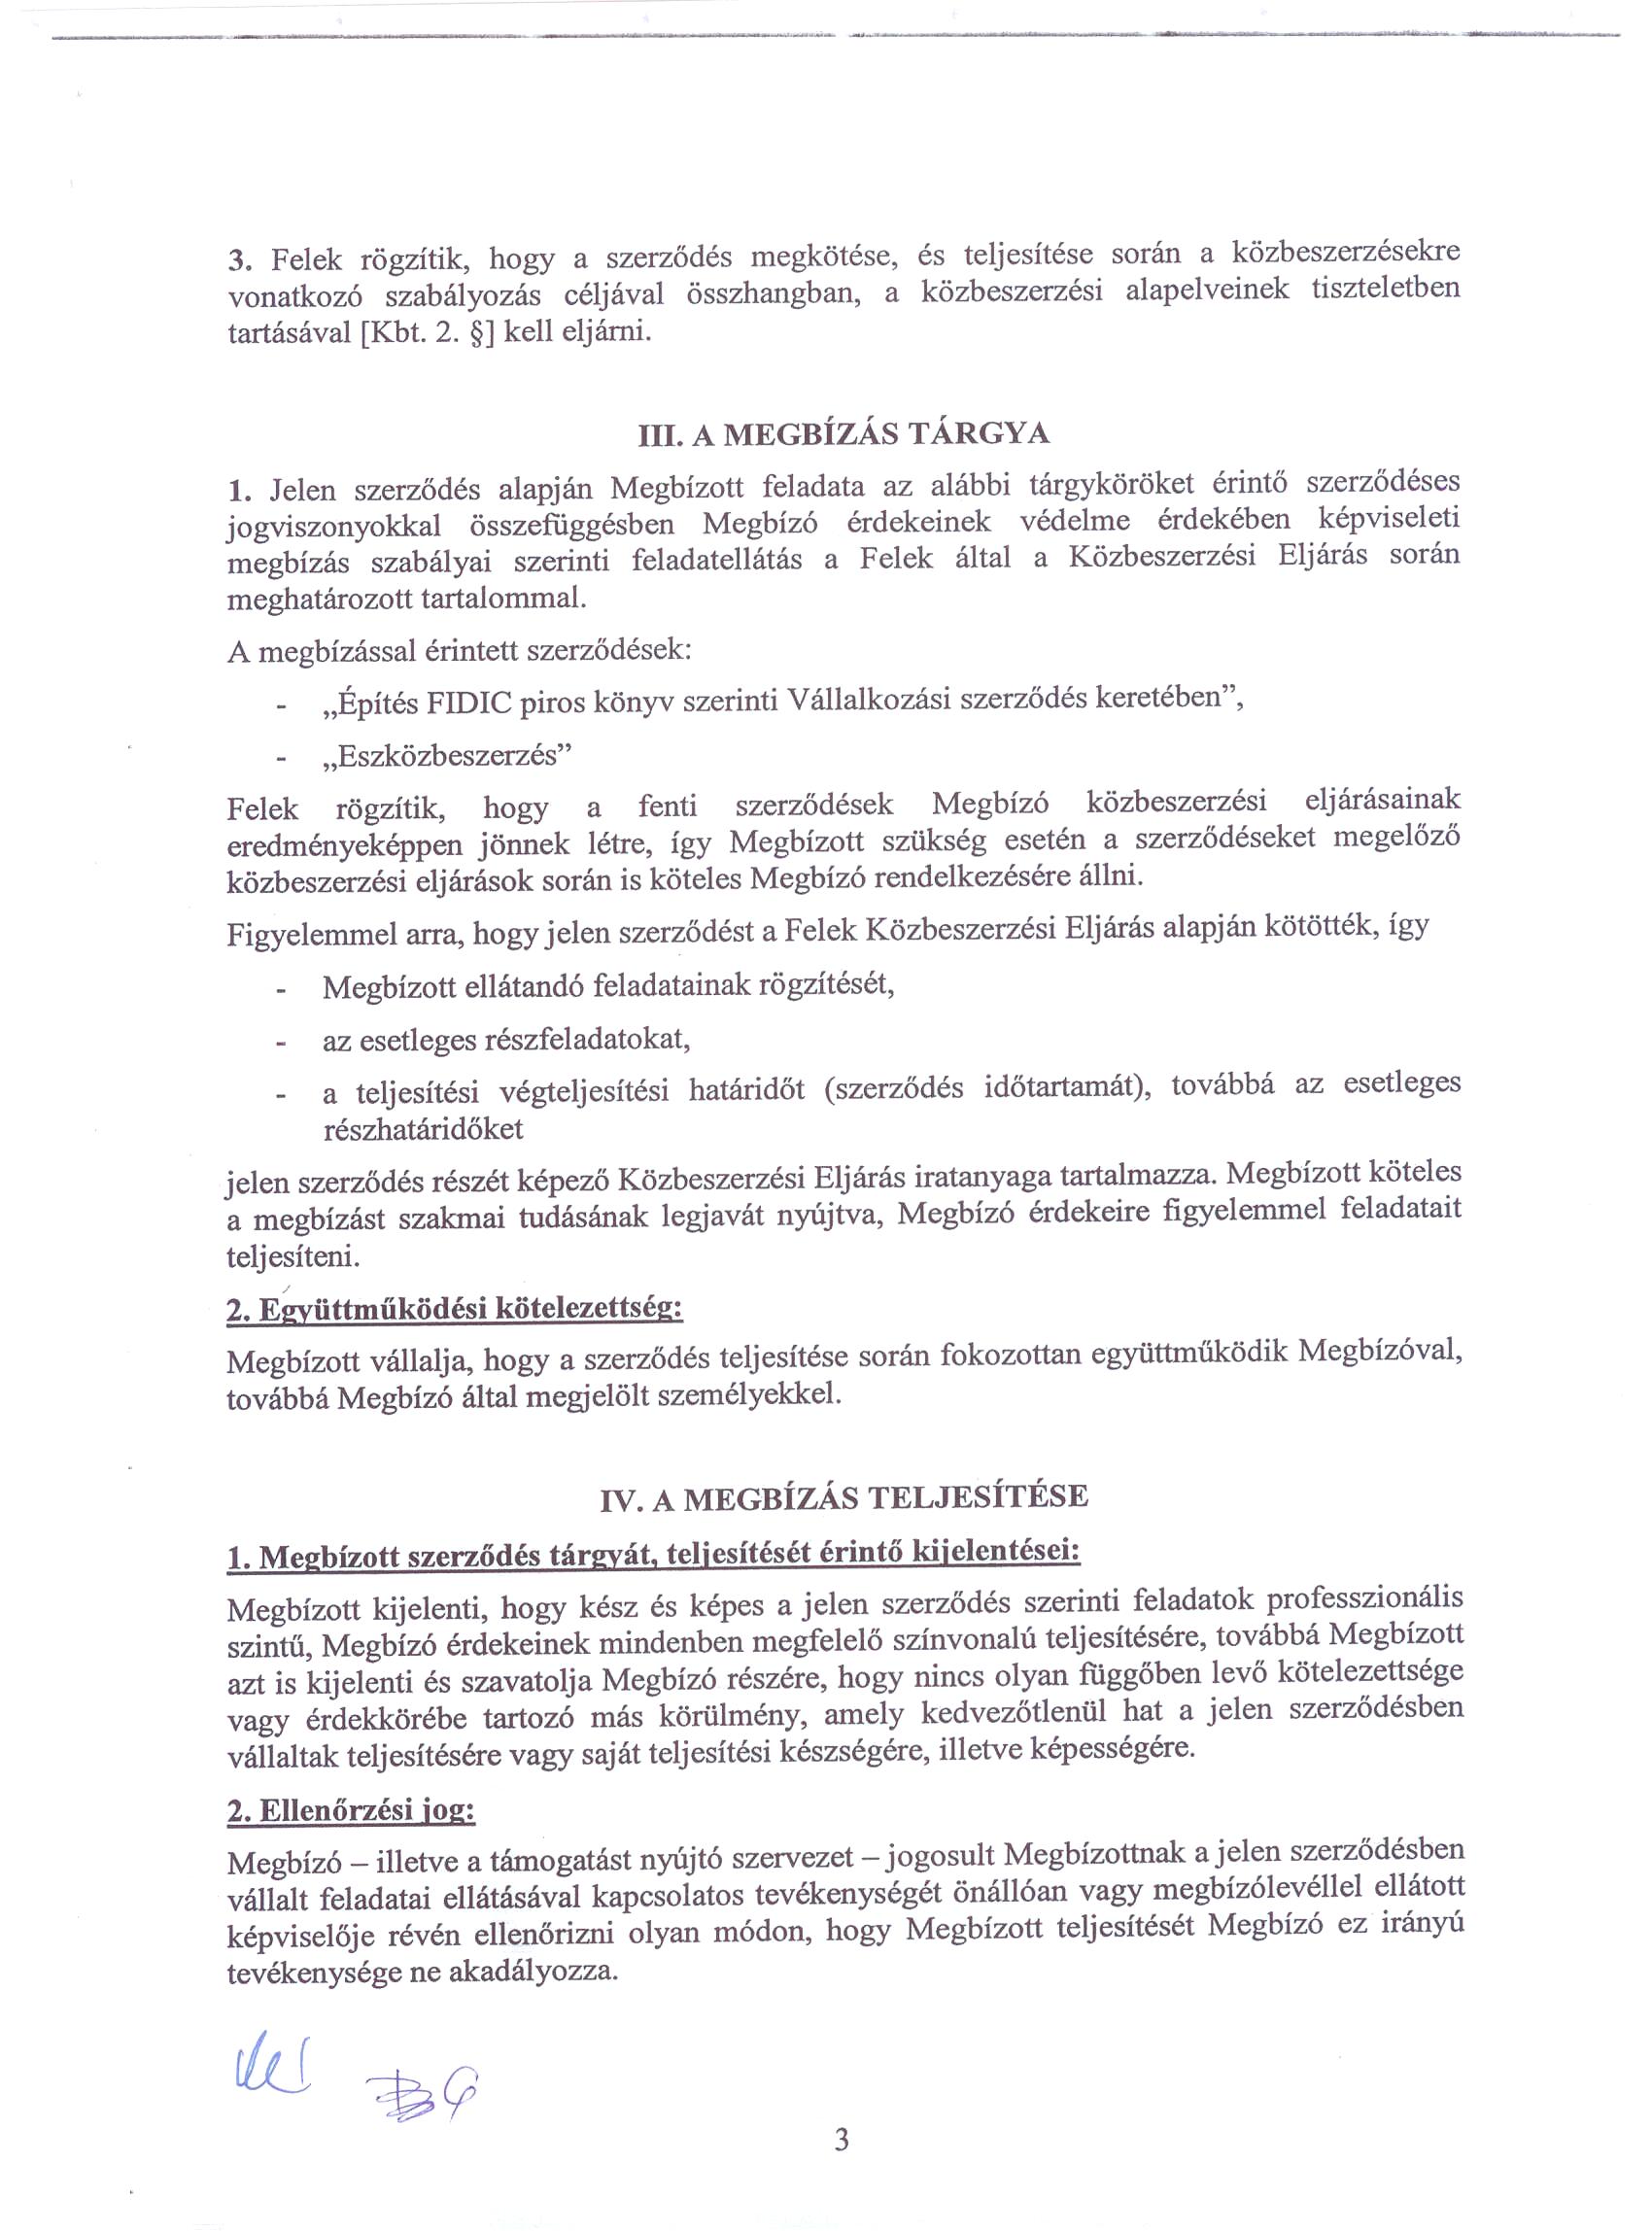 3. Felek rögzítik, hogy a szerződés megkötése, és teljesítése során a közbeszerzésekre
vonatkozó szabályozás céljával összhangban, a közbeszerzési alapelveinek tiszteletben
tartásával [Kbt. 2. §] kell eljárni.
III. A MEGBÍZÁS TÁRGYA
1. Jelen szerződés alapján Megbízott feladata az alábbi tárgyköröket érintő szerződéses
jogviszonyokkal összefüggésben Megbízó érdekeinek védelme érdekében képviseleti
megbízás szabályai szerinti feladatellátás a Felek által a Közbeszerzési Eljárás során
meghatározott tartalommal.
A megbízással érintett szerződések:
- „Építés FIDIC piros könyv szerinti Vállalkozási szerződés keretében”,
- „Eszközbeszerzés”
Felek rögzítik, hogy a fenti szerződések Megbízó közbeszerzési eljárásainak
eredményeképpen jönnek létre, így Megbízott szükség esetén a szerződéseket megelőző
közbeszerzési eljárások során is köteles Megbízó rendelkezésére állni.
Figyelemmel arra, hogy jelen szerződést a Felek Közbeszerzési Eljárás alapján kötötték, így
- Megbízott ellátandó feladatainak rögzítését,
- az esetleges részfeladatokat,
- a teljesítési végteljesítési határidőt (szerződés időtartamát), továbbá az esetleges
részhatáridőket
jelen szerződés részét képező Közbeszerzési Eljárás iratanyaga tartalmazza. Megbízott köteles
a megbízást szakmai tudásának legjavát nyújtva, Megbízó érdekeire figyelemmel feladatait
teljesíteni.
2. Együttműködési kötelezettség:
Megbízott vállalja, hogy a szerződés teljesítése során fokozottan együttműködik Megbízóval,
továbbá Megbízó által megjelölt személyekkel.
IV. A MEGBÍZÁS TELJESÍTÉSE
1. Megbízott szerződés tárgyát, teljesítését érintő kijelentései:
Megbízott kijelenti, hogy kész és képes a jelen szerződés szerinti feladatok professzionális
szintű, Megbízó érdekeinek mindenben megfelelő színvonalú teljesítésére, továbbá Megbízott
azt is kijelenti és szavatolja Megbízó részére, hogy nincs olyan függőben levő kötelezettsége
vagy érdekkörébe tartozó más körülmény, amely kedvezőtlenül hat a jelen szerződésben
vállaltak teljesítésére vagy saját teljesítési készségére, illetve képességére.
2. Ellenőrzési jog:
Megbízó – illetve a támogatást nyújtó szervezet – jogosult Megbízottnak a jelen szerződésben
vállalt feladatai ellátásával kapcsolatos tevékenységét önállóan vagy megbízólevéllel ellátott
képviselője révén ellenőrizni olyan módon, hogy Megbízott teljesítését Megbízó ez irányú
tevékenysége ne akadályozza.
3